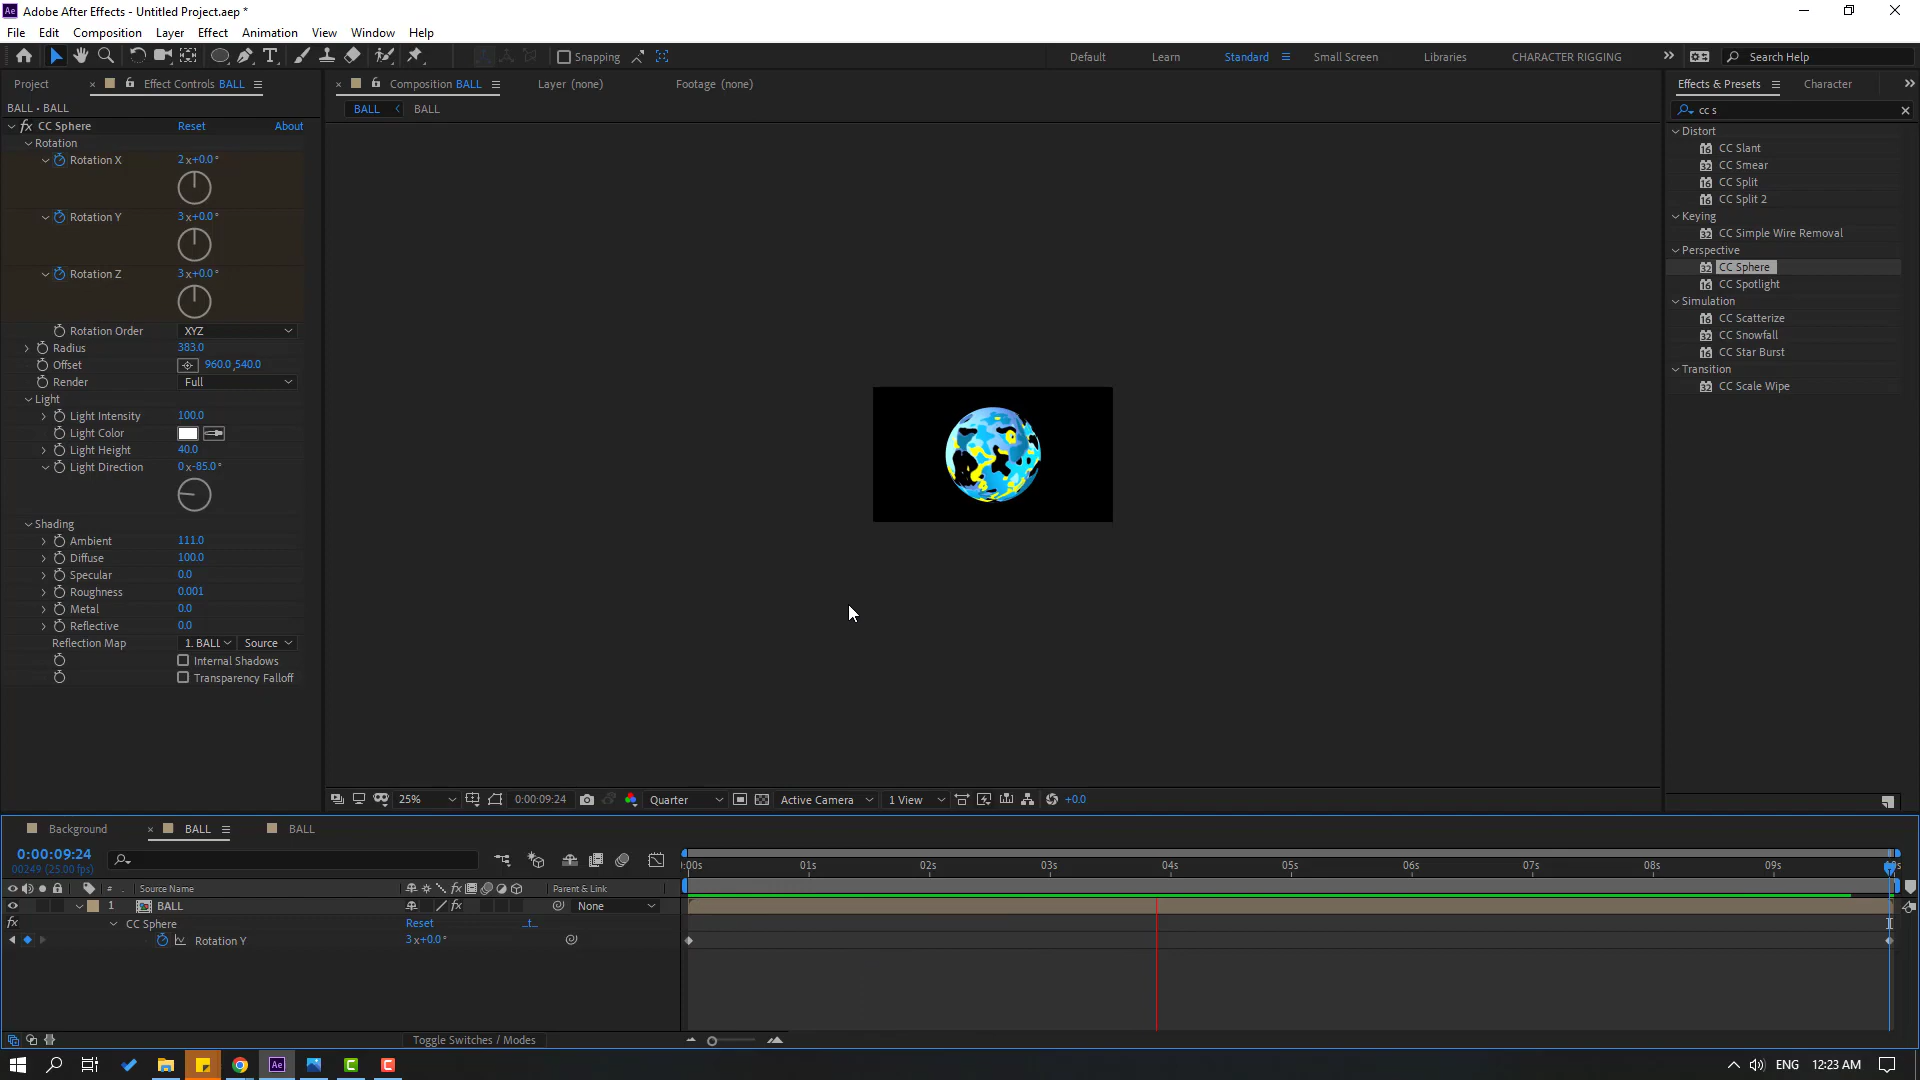 Adobe After Effects - Untitled Project.aep *
File Edit Composition Layer Effect Animation View Window Help
Snapping Default Learn Standard Small Screen Libraries CHARACTER RIGGING Search Help
Project Effect Controls BALL
BALL • BALL
CC Sphere Reset About
Rotation
Rotation X 2x+0.0°
Rotation Y 3x+0.0°
Rotation Z 3x+0.0°
Rotation Order XYZ
Radius 383.0
Offset 960.0,540.0
Render Full
Light
Light Intensity 100.0
Light Color
Light Height 40.0
Light Direction 0x-85.0°
Shading
Ambient 111.0
Diffuse 100.0
Specular 0.0
Roughness 0.001
Metal 0.0
Reflective 0.0
Reflection Map 1. BALL Source
Internal Shadows
Transparency Falloff
Composition BALL Layer (none) Footage (none)
BALL BALL
25% 0:00:09:24 Quarter Active Camera 1 View +0.0
Effects & Presets Character
cc s
Distort
CC Slant
CC Smear
CC Split
CC Split 2
Keying
CC Simple Wire Removal
Perspective
CC Sphere
CC Spotlight
Simulation
CC Scatterize
CC Snowfall
CC Star Burst
Transition
CC Scale Wipe
Background BALL BALL
0:00:09:24
00249 (25.00 fps)
:00s 01s 02s 03s 04s 05s 06s 07s 08s 09s
# Source Name Parent & Link
1 BALL None
CC Sphere Reset
Rotation Y 3x+0.0°
Toggle Switches / Modes
ENG 12:23 AM